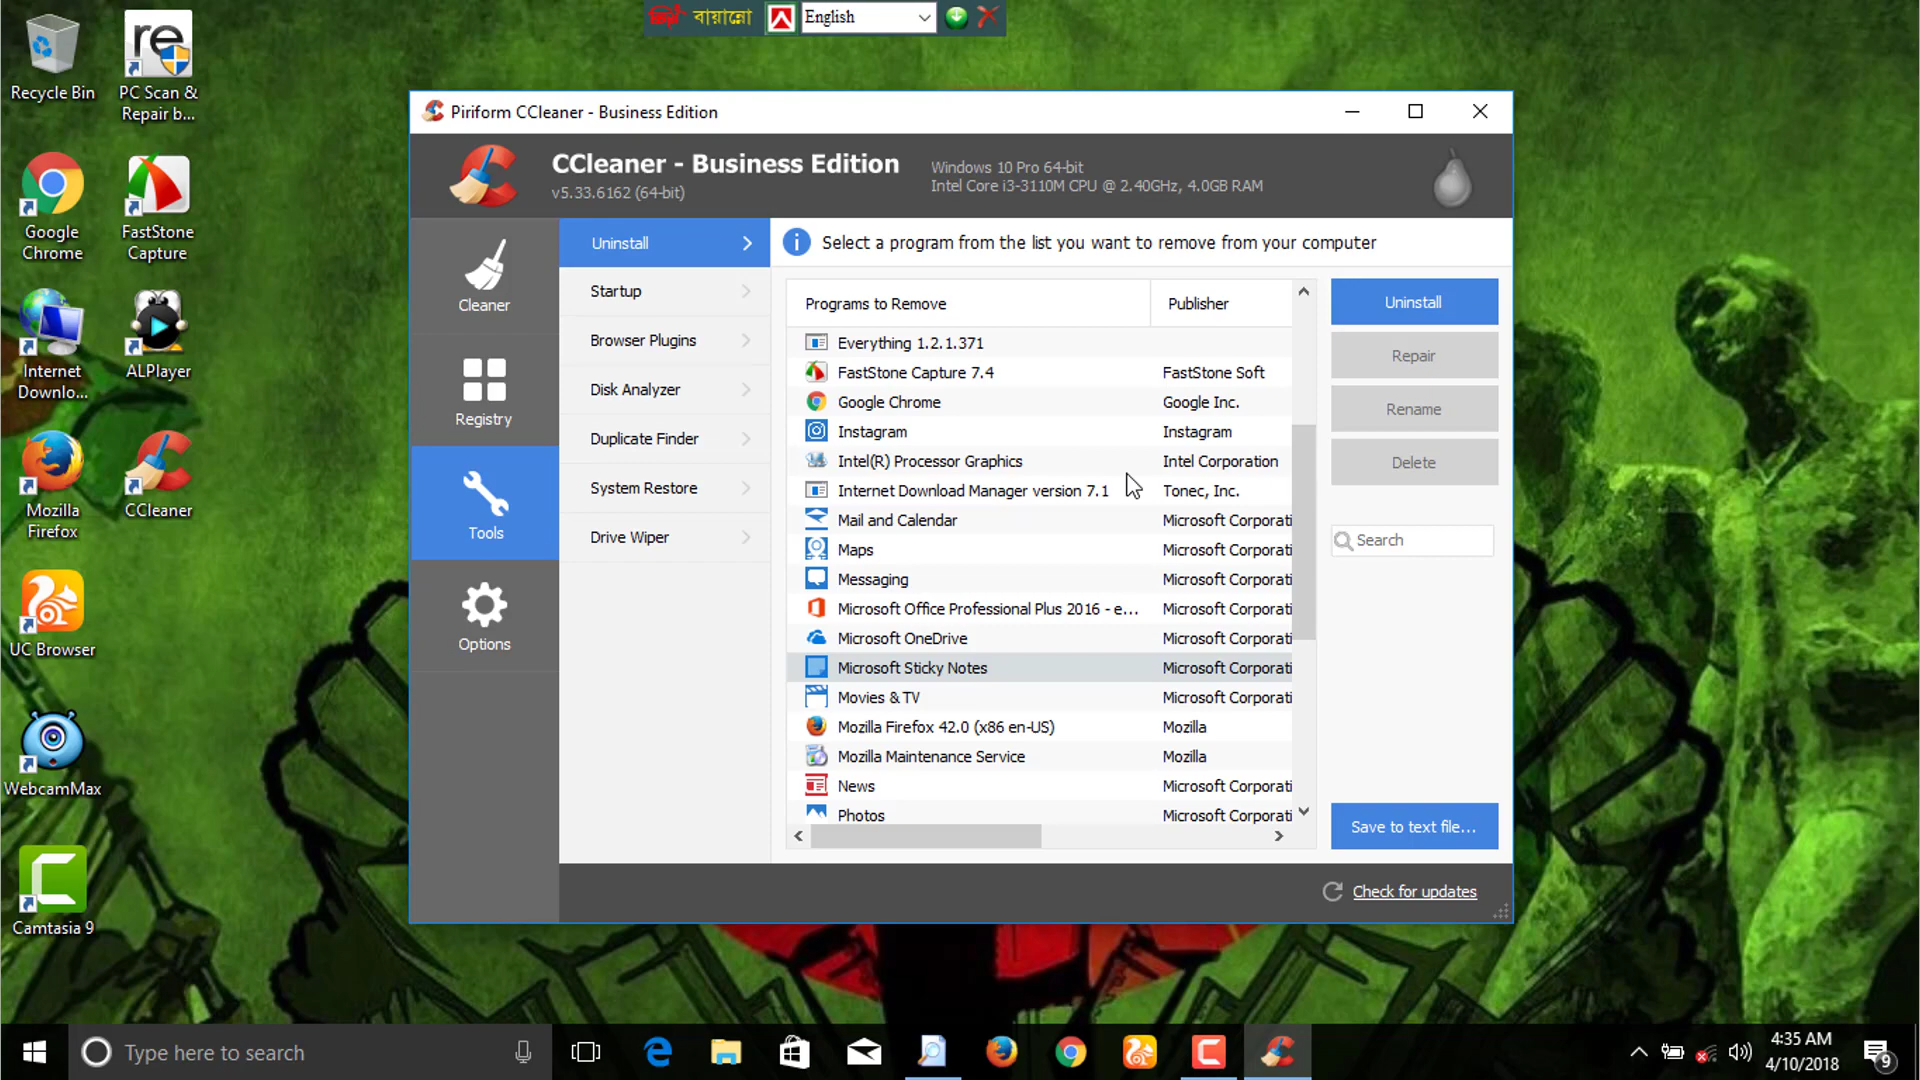 Recycle Bin
PC Scan &
Repair b...
Google
Chrome
FastStone
Capture
Internet
Downlo...
ALPlayer
Mozilla
Firefox
CCleaner
UC Browser
WebcamMax
Camtasia 9
বায়ান্নো
English
Piriform CCleaner - Business Edition
CCleaner - Business Edition
v5.33.6162 (64-bit)
Windows 10 Pro 64-bit
Intel Core i3-3110M CPU @ 2.40GHz, 4.0GB RAM
Cleaner
Registry
Tools
Options
Uninstall
Startup
Browser Plugins
Disk Analyzer
Duplicate Finder
System Restore
Drive Wiper
Select a program from the list you want to remove from your computer
Programs to Remove Publisher
Everything 1.2.1.371
FastStone Capture 7.4 FastStone Soft
Google Chrome Google Inc.
Instagram Instagram
Intel(R) Processor Graphics Intel Corporation
Internet Download Manager version 7.1 Tonec, Inc.
Mail and Calendar Microsoft Corporati
Maps Microsoft Corporati
Messaging Microsoft Corporati
Microsoft Office Professional Plus 2016 - e... Microsoft Corporati
Microsoft OneDrive Microsoft Corporati
Microsoft Sticky Notes Microsoft Corporati
Movies & TV Microsoft Corporati
Mozilla Firefox 42.0 (x86 en-US) Mozilla
Mozilla Maintenance Service Mozilla
News Microsoft Corporati
Photos Microsoft Corporati
Uninstall
Repair
Rename
Delete
Search
Save to text file...
Check for updates
Type here to search
4:35 AM
4/10/2018
9